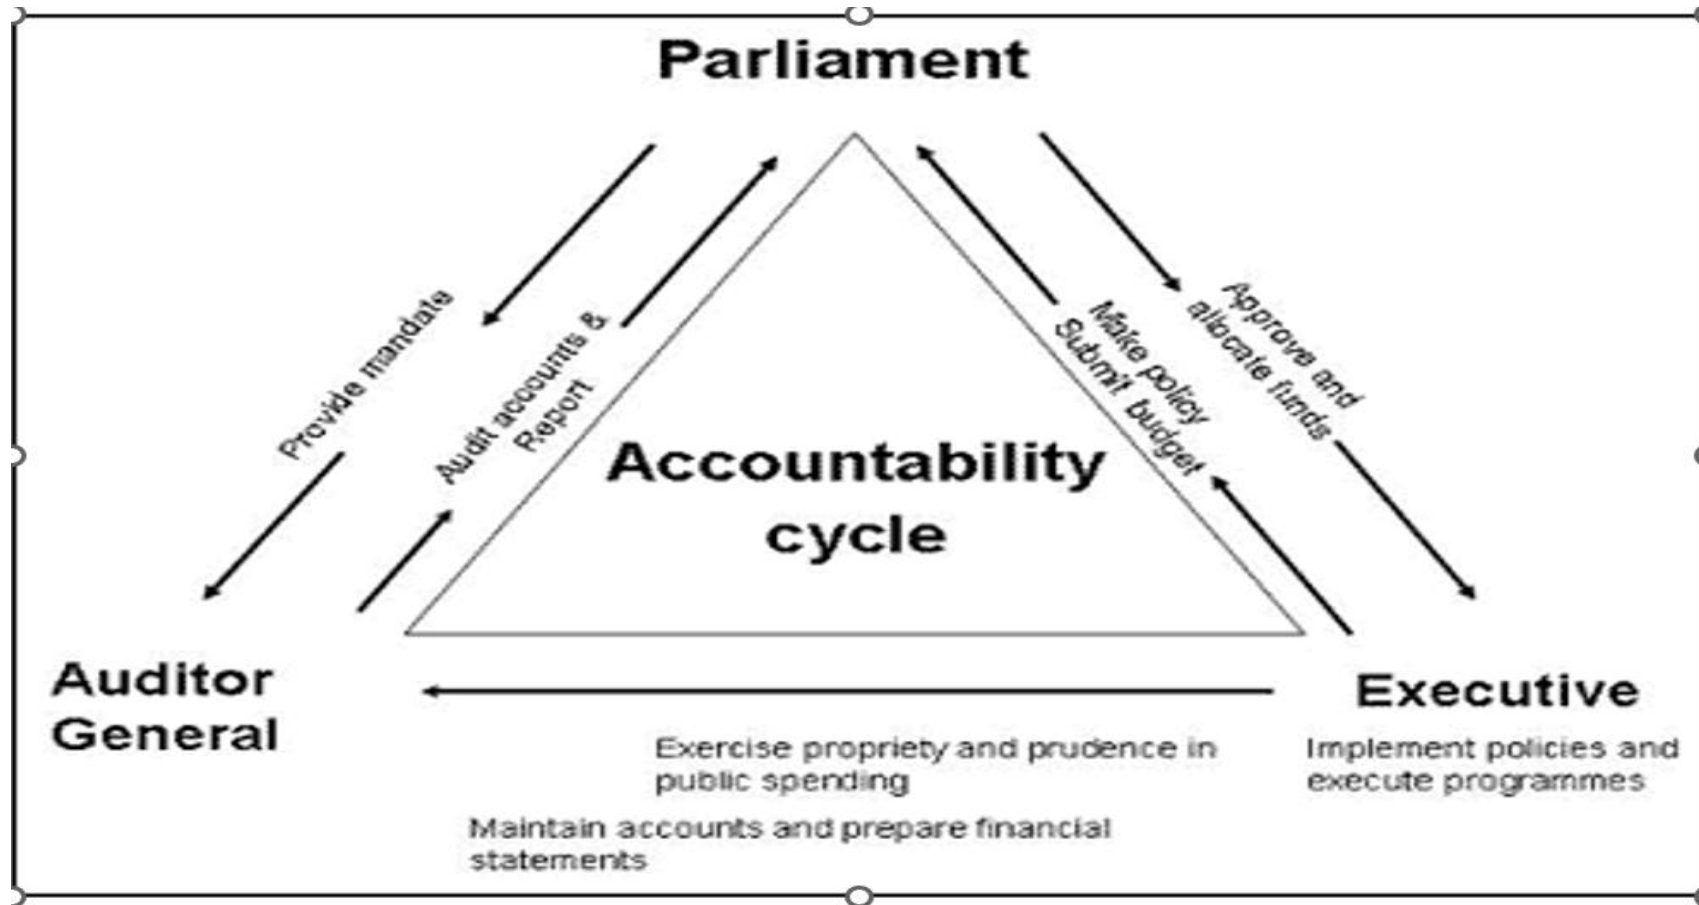 Parliament
Provide mandate
Audit accounts &
Report
Make policy
Submit budget
Approve and
allocate funds
Accountability
cycle
Auditor
General
Executive
Exercise propriety and prudence in
public spending
Implement policies and
execute programmes
Maintain accounts and prepare financial
statements